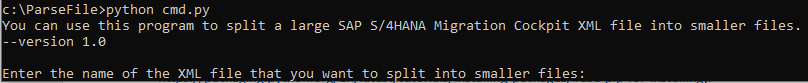 c:\ParseFile>python cmd.py
You can use this program to split a large SAP S/4HANA Migration Cockpit XML file into smaller files.
--version 1.0
Enter the name of the XML file that you want to split into smaller files: